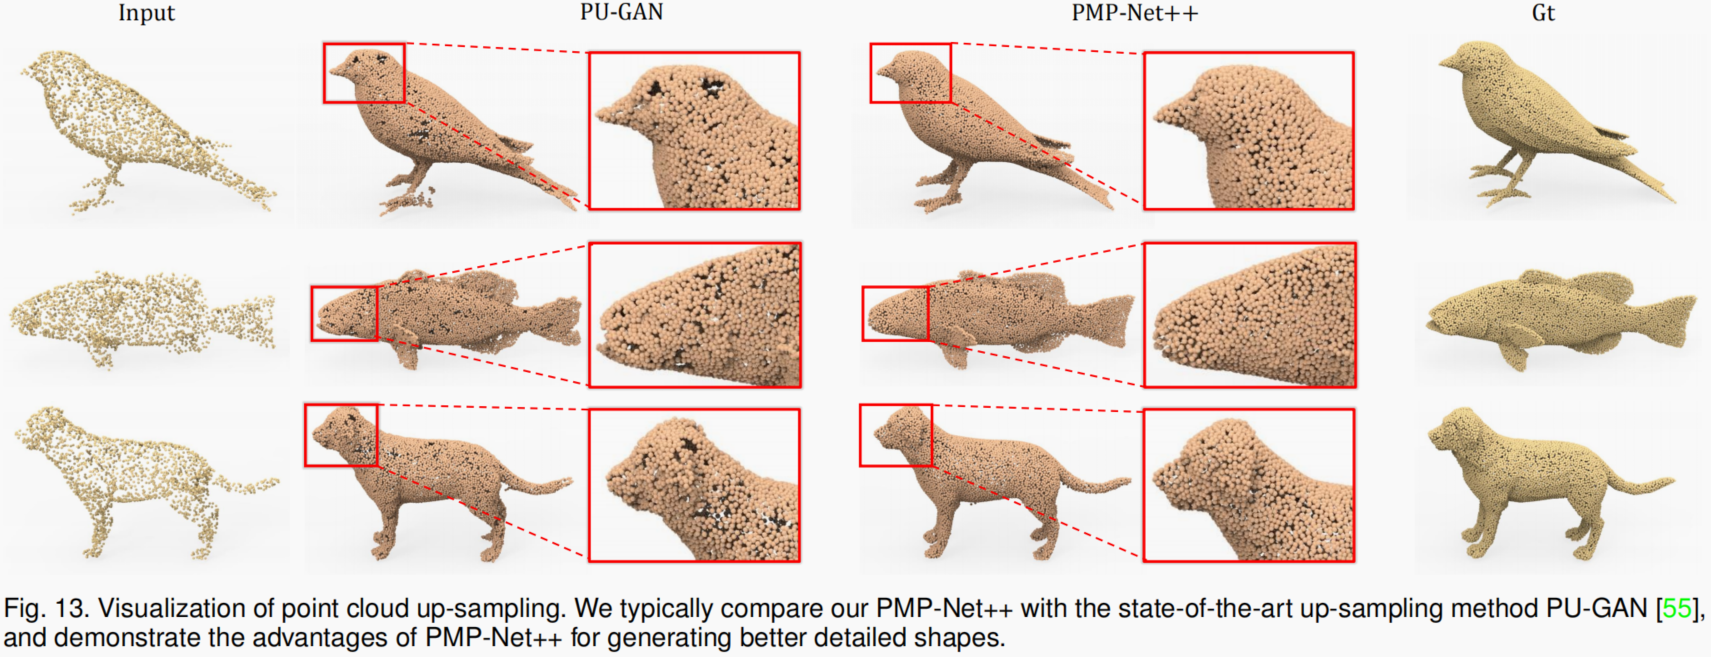 Input PU-GAN PMP-Net++ Gt
Fig. 13. Visualization of point cloud up-sampling. We typically compare our PMP-Net++ with the state-of-the-art up-sampling method PU-GAN [55],
and demonstrate the advantages of PMP-Net++ for generating better detailed shapes.